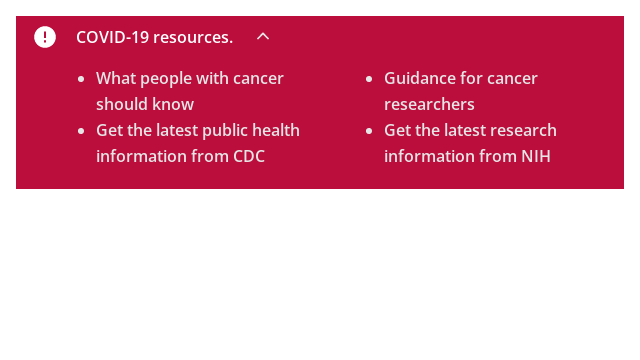 COVID-19 resources.
What people with cancer
should know
Get the latest public health
information from CDC
Guidance for cancer
researchers
Get the latest research
information from NIH